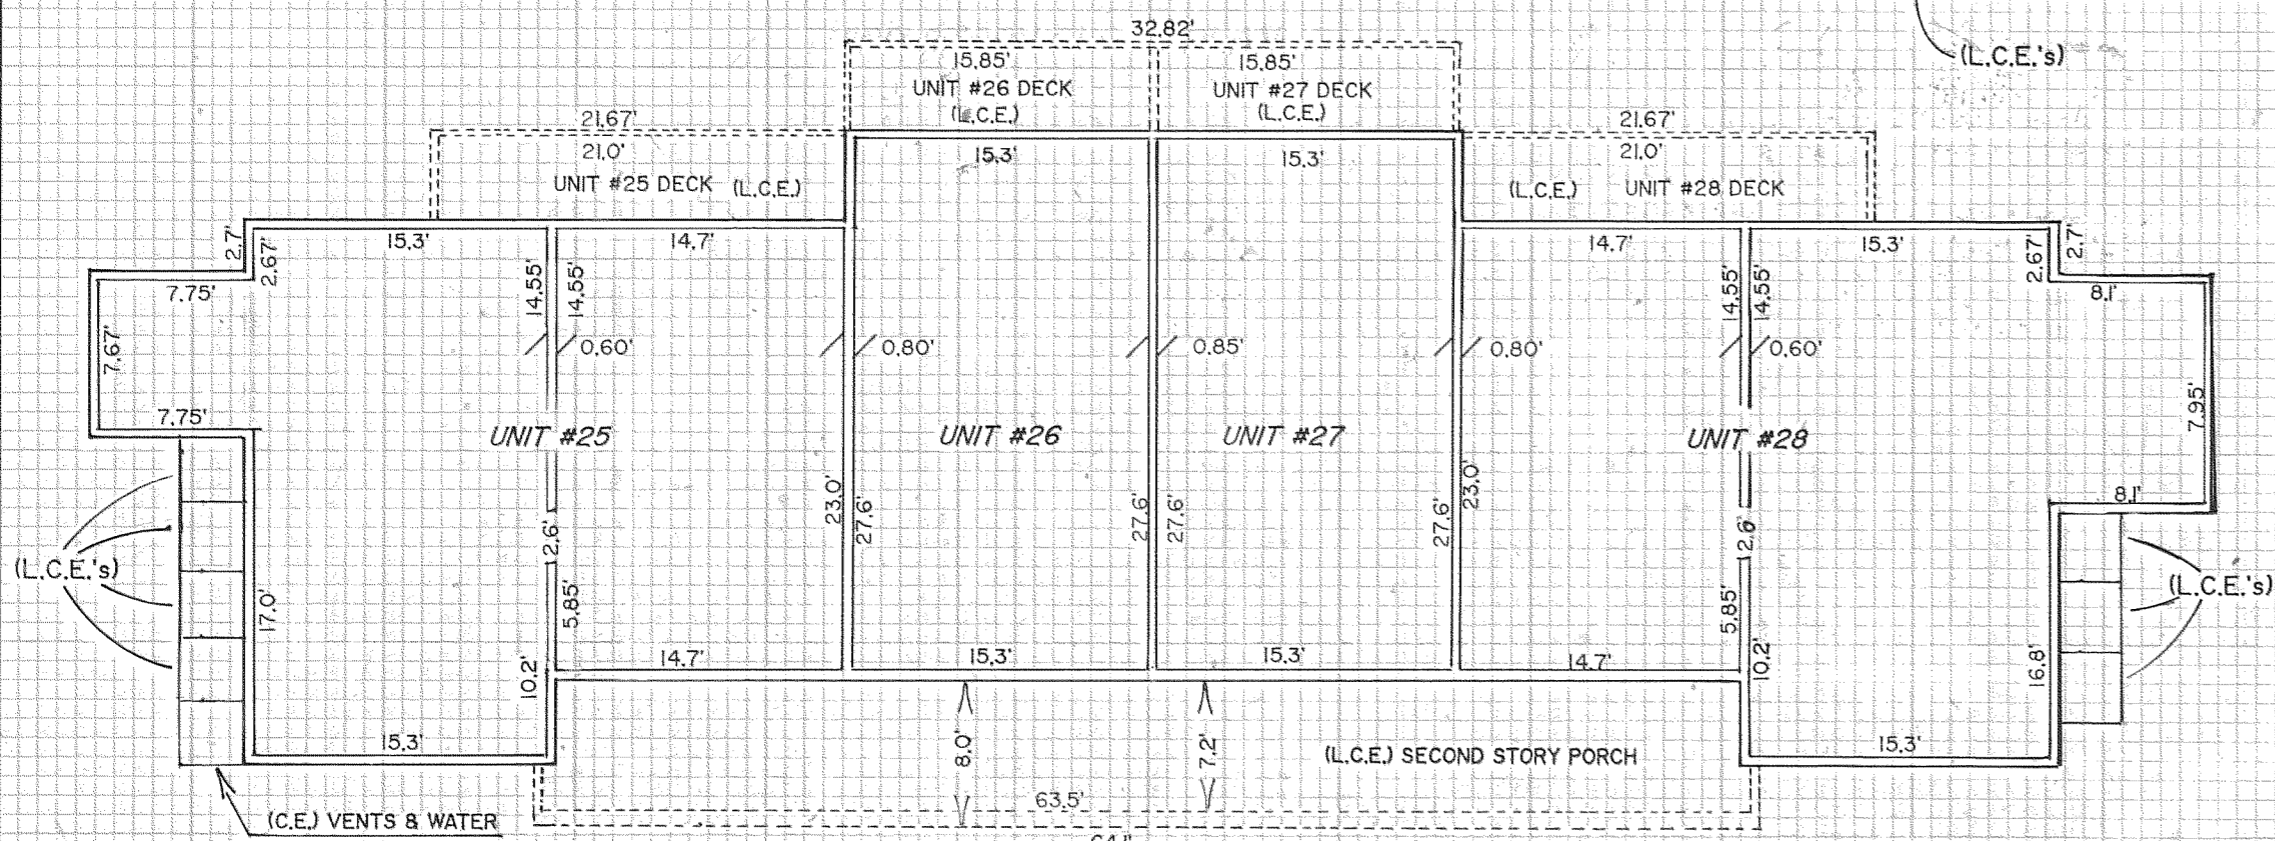 32.82'
(L.C.E.'s)
15.85' 15.85'
UNIT #26 DECK UNIT #27 DECK
(L.C.E.) (L.C.E.)
21.67' 21.67'
21.0' 15.3' 15.3' 21.0'
UNIT #25 DECK (L.C.E.) (L.C.E.) UNIT #28 DECK
2.7' 2.67' 15.3' 14.7' 14.7' 15.3' 2.67' 2.7'
7.75' 14.55' 14.55' 14.55' 14.55' 8.1'
7.67' 0.60' 0.80' 0.85' 0.80' 0.60' 7.95'
7.75'
UNIT #25 UNIT #26 UNIT #27 UNIT #28
23.0' 27.6' 27.6' 27.6' 27.6' 23.0' 8.1'
2.6' 2.6'
(L.C.E.'s) (L.C.E.'s)
17.0' 5.85' 5.85'
10.2' 14.7' 15.3' 15.3' 14.7' 10.2' 16.8'
15.3' 8.0' 7.2' (L.C.E.) SECOND STORY PORCH 15.3'
63.5'
(C.E.) VENTS & WATER